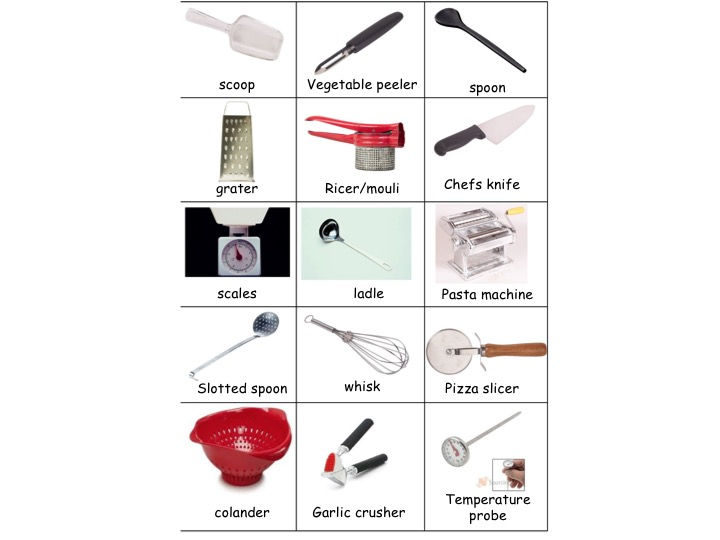 scoop
Vegetable peeler
spoon
grater
Ricer/mouli
Chefs knife
scales
ladle
Pasta machine
Slotted spoon
whisk
Pizza slicer
colander
Garlic crusher
Temperature
probe